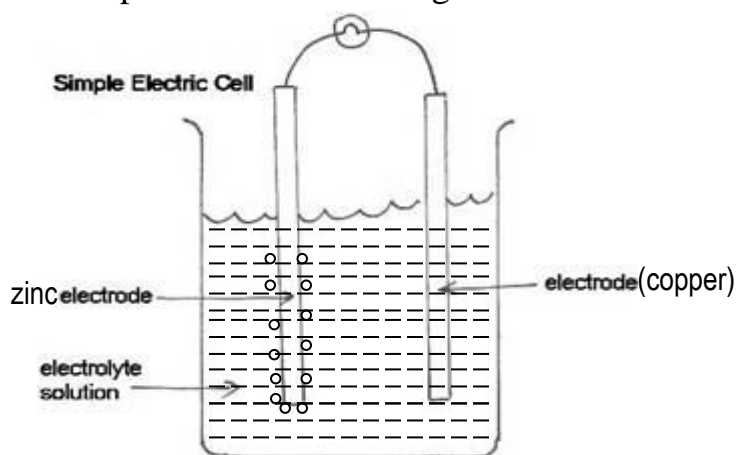 Simple Electric Cell
zinc electrode
electrode(copper)
electrolyte
solution